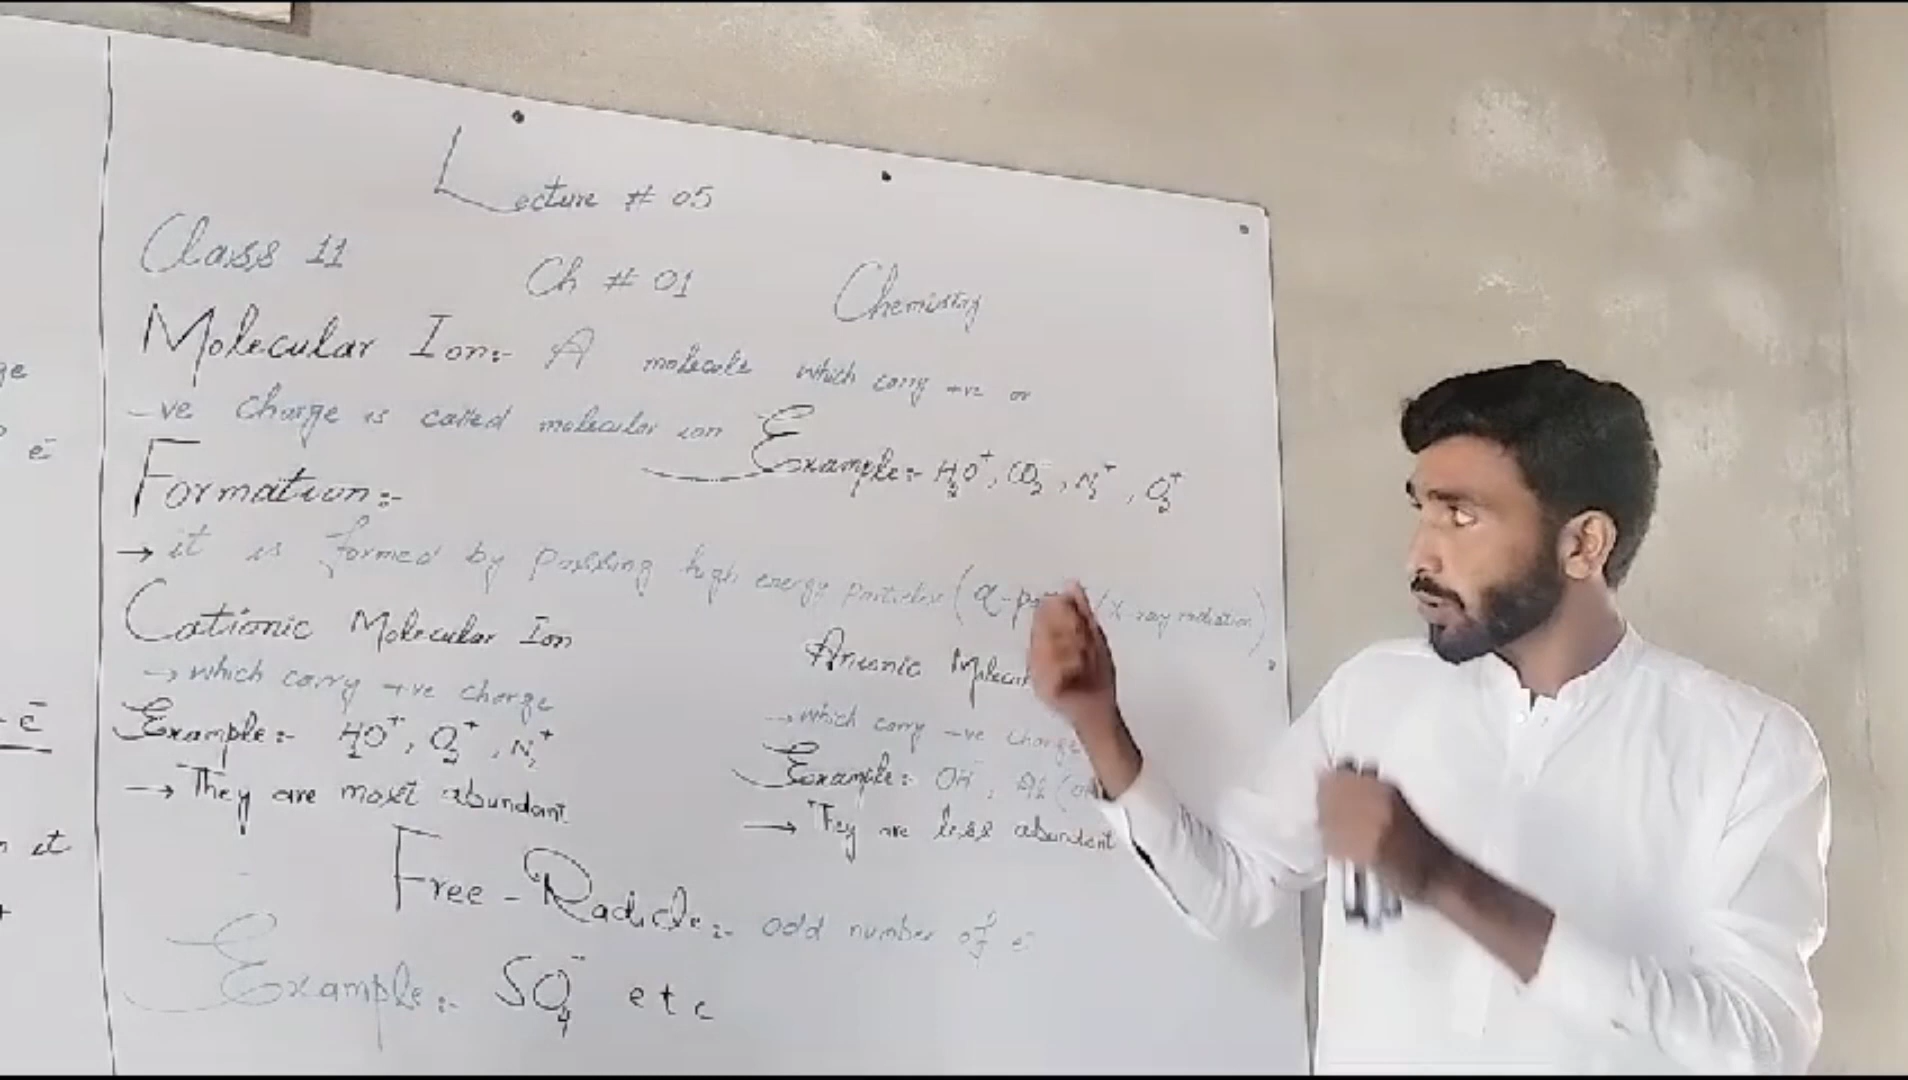 Lecture # 05
Class 11 Ch # 01 Chemistry
Molecular Ion:- A molecule which carry +ve or
-ve charge is called molecular ion Example:- H₂O⁺, CO₂, N₂⁺, O₂⁺
Formation:-
→ it is formed by passing high energy particles (α-p / X-ray radiation)
Cationic Molecular Ion
Anionic Molecul
→ which carry +ve charge
→ which carry -ve charge
Example:- H₂O⁺, O₂⁺, N₂⁺
Example:- OH
→ They are most abundant
→ They are less abundant
Free-Radicle:- odd number of e⁻
Example:- SO₄⁻ etc
ge
e⁻
- e⁻
it